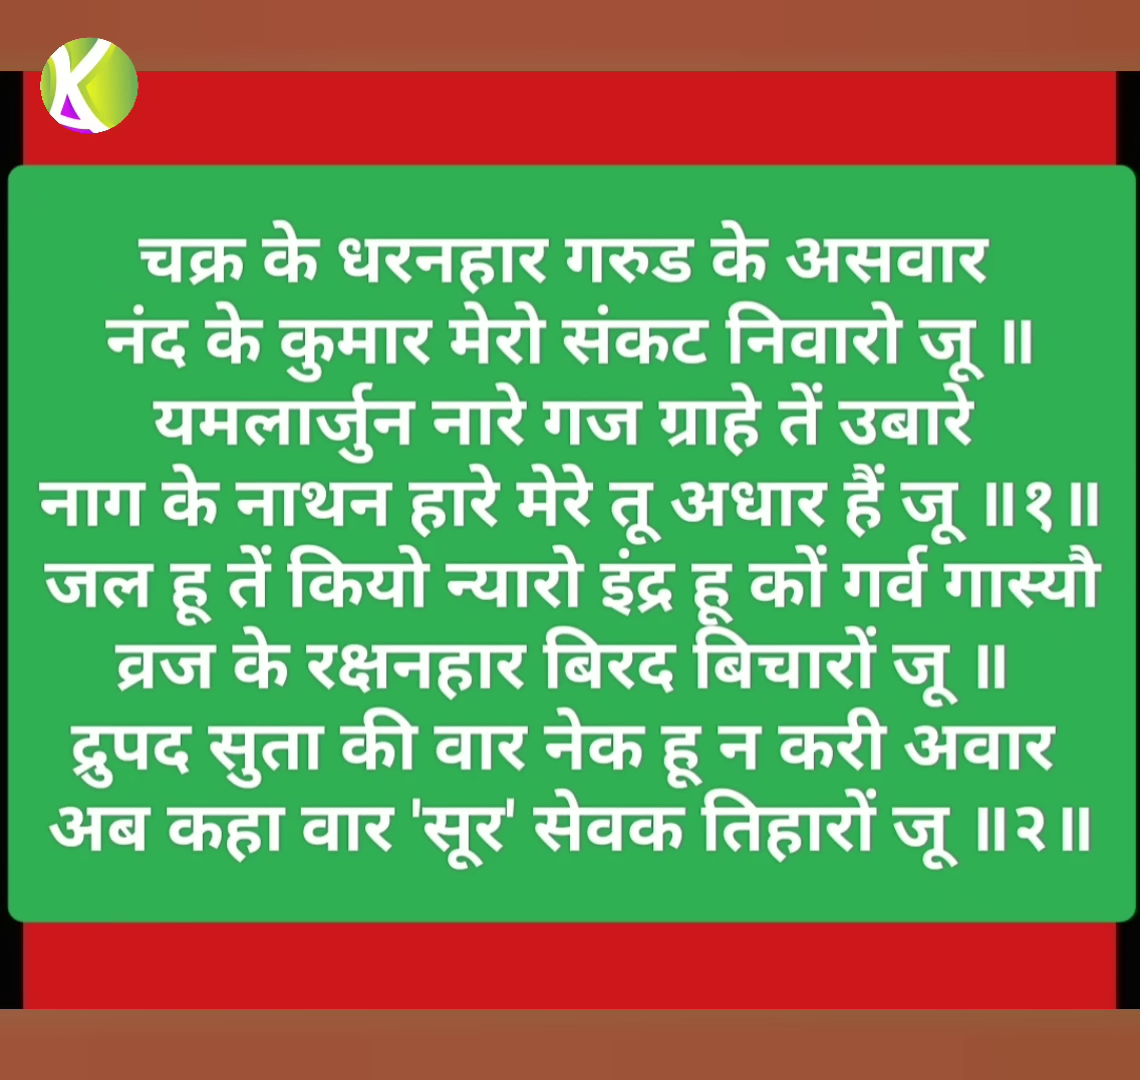 K
चक्र के धरनहार गरुड के असवार
नंद के कुमार मेरो संकट निवारो जू ॥
यमलार्जुन नारे गज ग्राहे तें उबारे
नाग के नाथन हारे मेरे तू अधार हैं जू ॥१॥
जल हू तें कियो न्यारो इंद्र हू कों गर्व गास्यौ
व्रज के रक्षनहार बिरद बिचारों जू ॥
द्रुपद सुता की वार नेक हू न करी अवार
अब कहा वार 'सूर' सेवक तिहारों जू ॥२॥